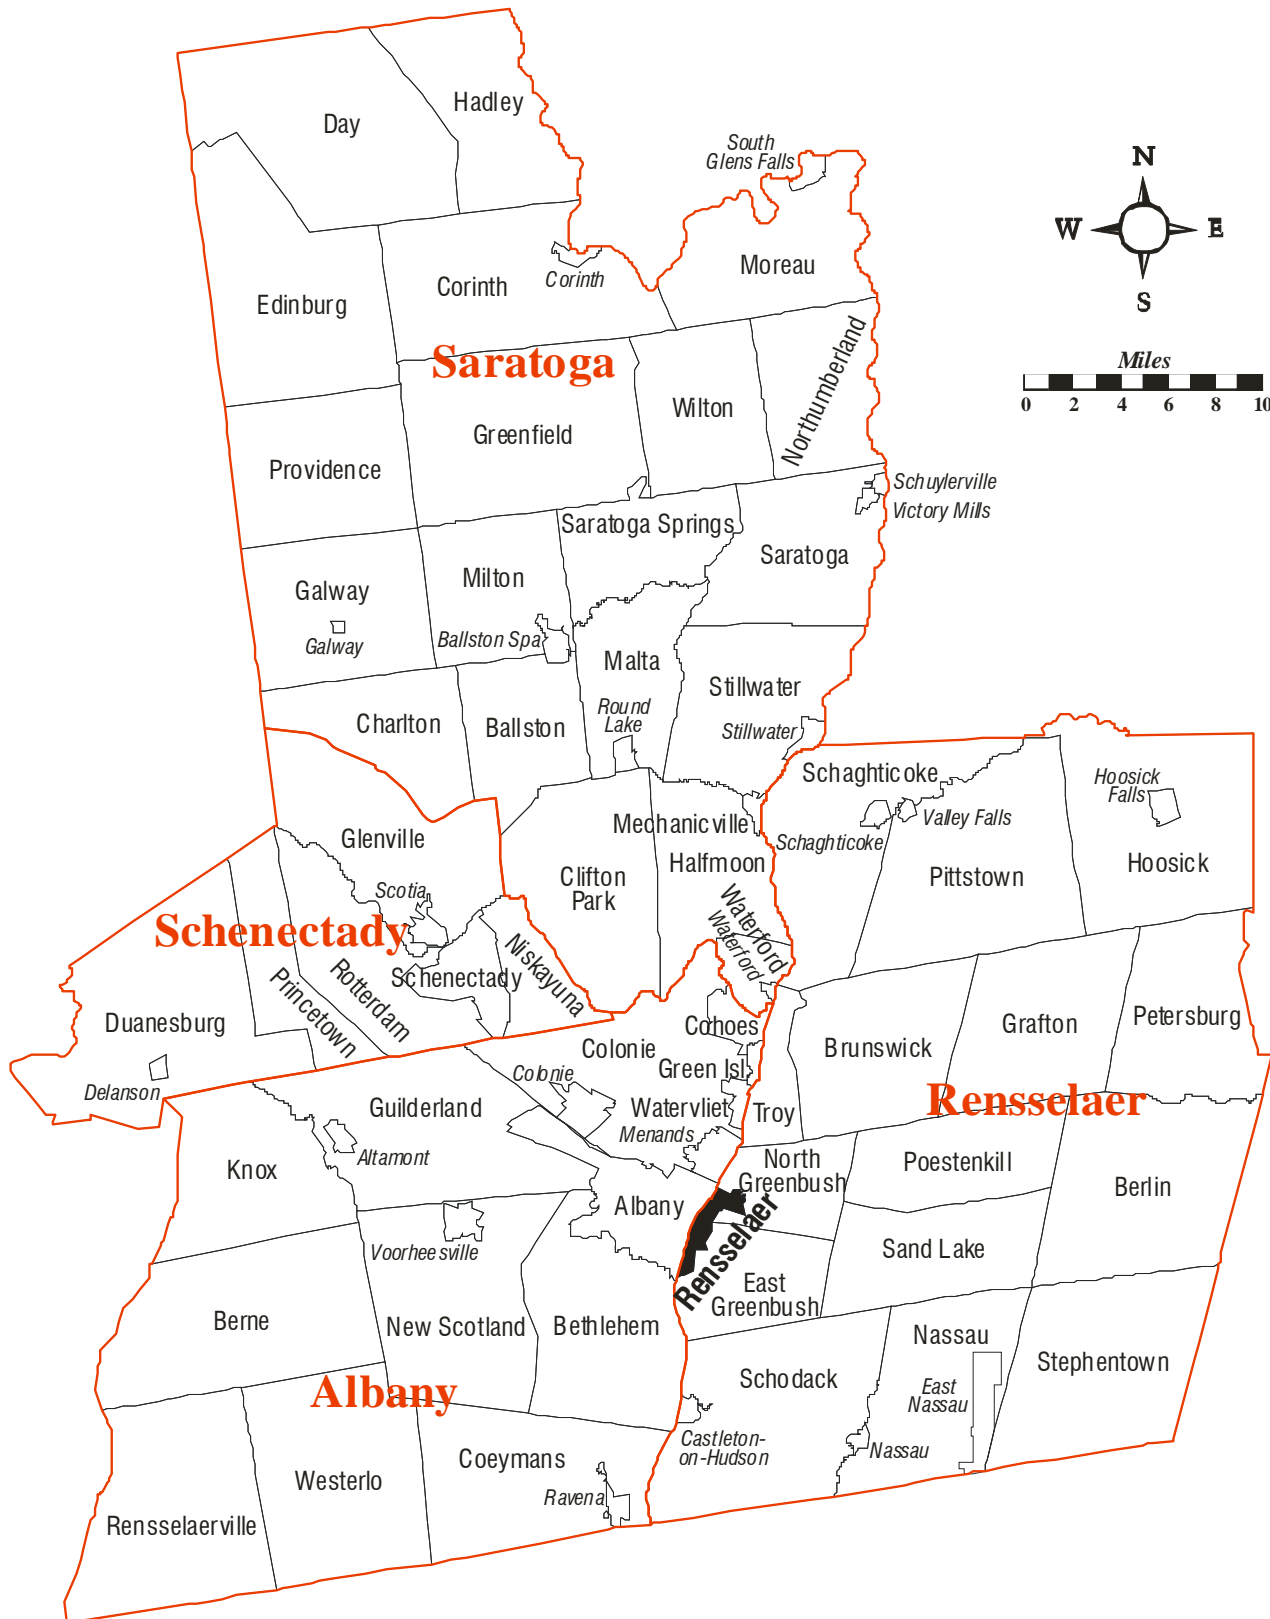 Hadley
Day
South
Glens Falls
N
W
E
S
Moreau
Corinth
Corinth
Edinburg
Saratoga
Miles
0 2 4 6 8 10
Northumberland
Wilton
Greenfield
Providence
Schuylerville
Victory Mills
Saratoga Springs
Saratoga
Milton
Galway
Galway
Ballston Spa
Malta
Stillwater
Round
Lake
Charlton
Ballston
Stillwater
Schaghticoke
Hoosick
Falls
Mechanicville
Valley Falls
Glenville
Schaghticoke
Halfmoon
Hoosick
Clifton
Park
Pittstown
Scotia
Waterford
Waterford
Schenectady
Niskayuna
Schenectady
Rotterdam
Princetown
Duanesburg
Cohoes
Grafton
Petersburg
Colonie
Brunswick
Green Isl.
Colonie
Delanson
Guilderland
Watervliet
Troy
Rensselaer
Menands
Altamont
Knox
North
Greenbush
Poestenkill
Berlin
Albany
Rensselaer
Voorheesville
Sand Lake
East
Greenbush
Berne
New Scotland
Bethlehem
Nassau
Stephentown
Schodack
Albany
East
Nassau
Castleton-
on-Hudson
Nassau
Coeymans
Westerlo
Ravena
Rensselaerville